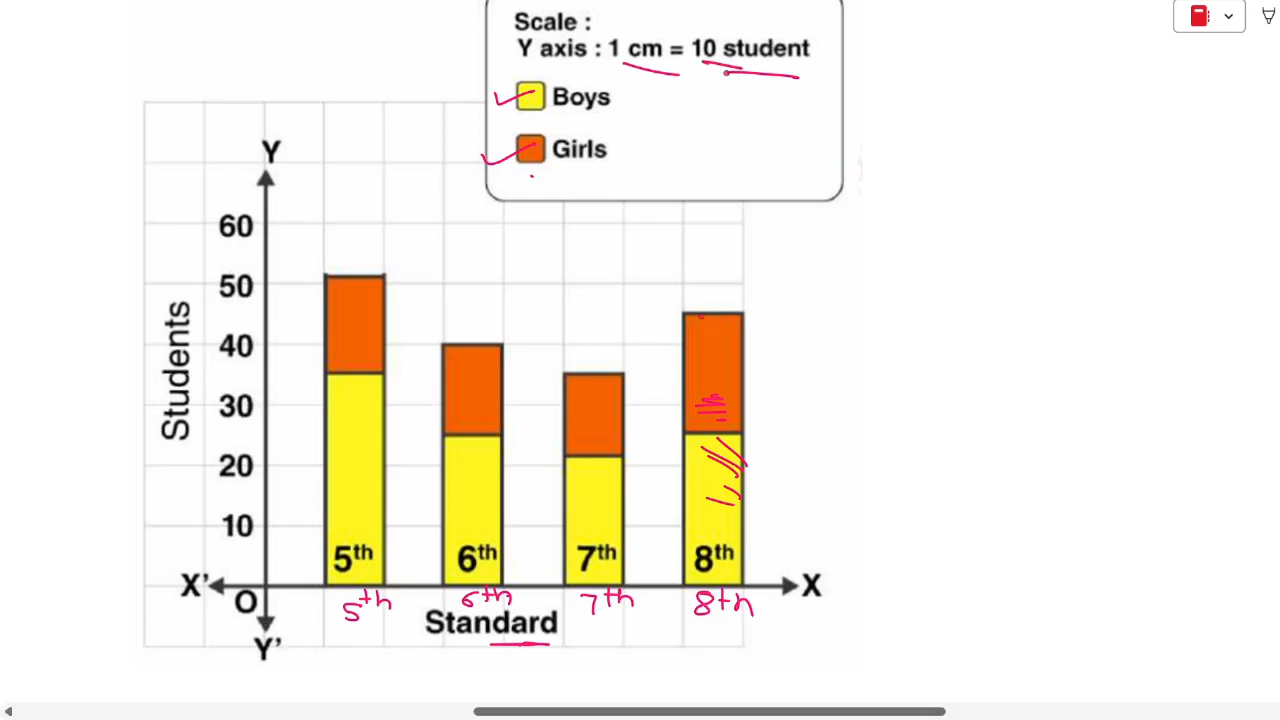 Scale :
Y axis : 1 cm = 10 student
Boys
Girls
Y
60
50
40
30
20
10
Students
5th
6th
7th
8th
X'
O
X
5th
6th
7th
8th
Standard
Y'